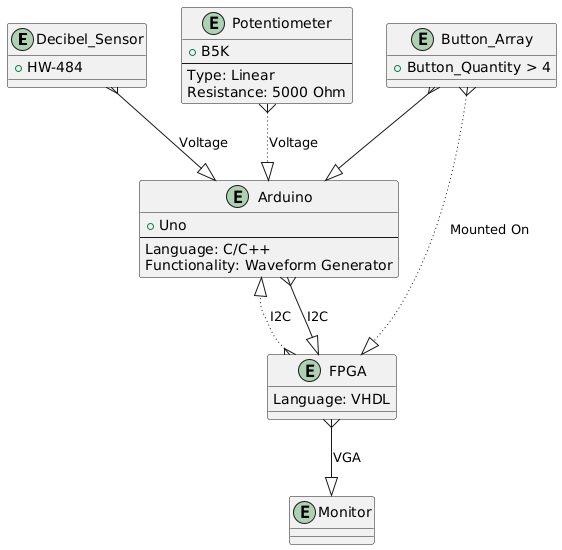 E Decibel_Sensor
HW-484
E Potentiometer
B5K
Type: Linear
Resistance: 5000 Ohm
E Button_Array
Button_Quantity > 4
Voltage
Voltage
E Arduino
Uno
Language: C/C++
Functionality: Waveform Generator
Mounted On
I2C
I2C
E FPGA
Language: VHDL
VGA
E Monitor